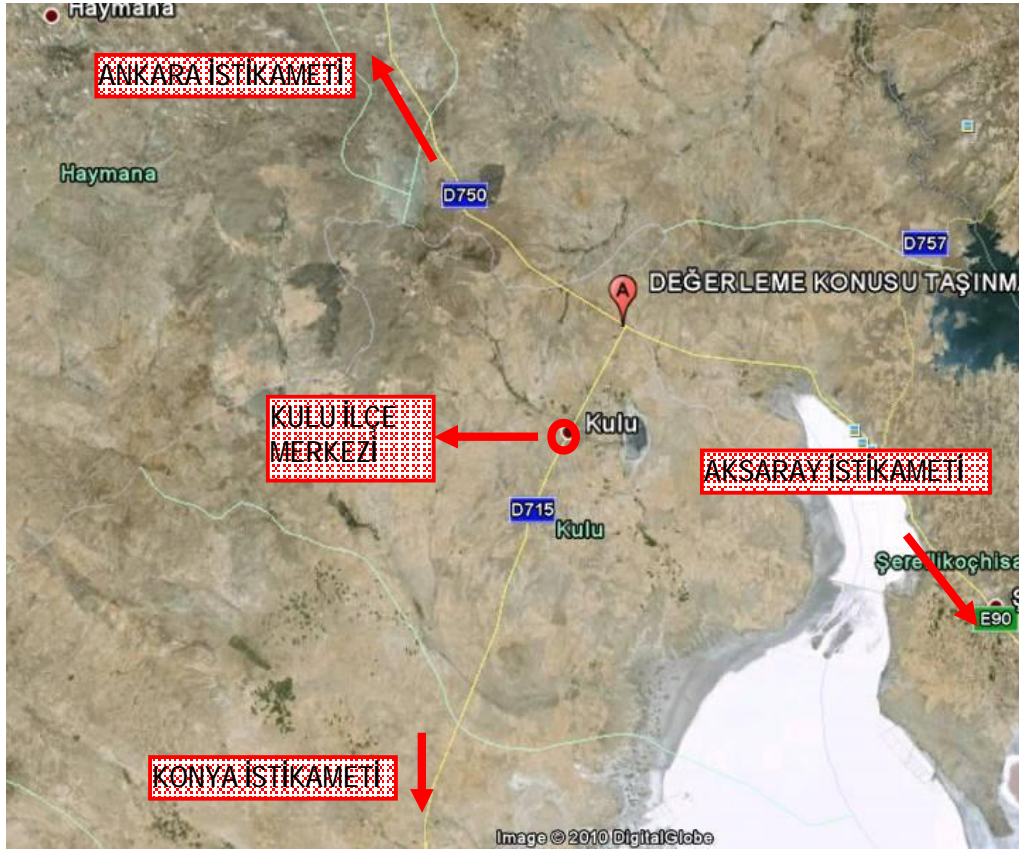 Haymana
ANKARA İSTİKAMETİ
Haymana
D750
D757
A
DEĞERLEME KONUSU TAŞINM
KULU İLÇE
MERKEZİ
Kulu
AKSARAY İSTİKAMETİ
D715
Kulu
Şereflikoçhisa
Ş
E90
KONYA İSTİKAMETİ
Image © 2010 DigitalGlobe